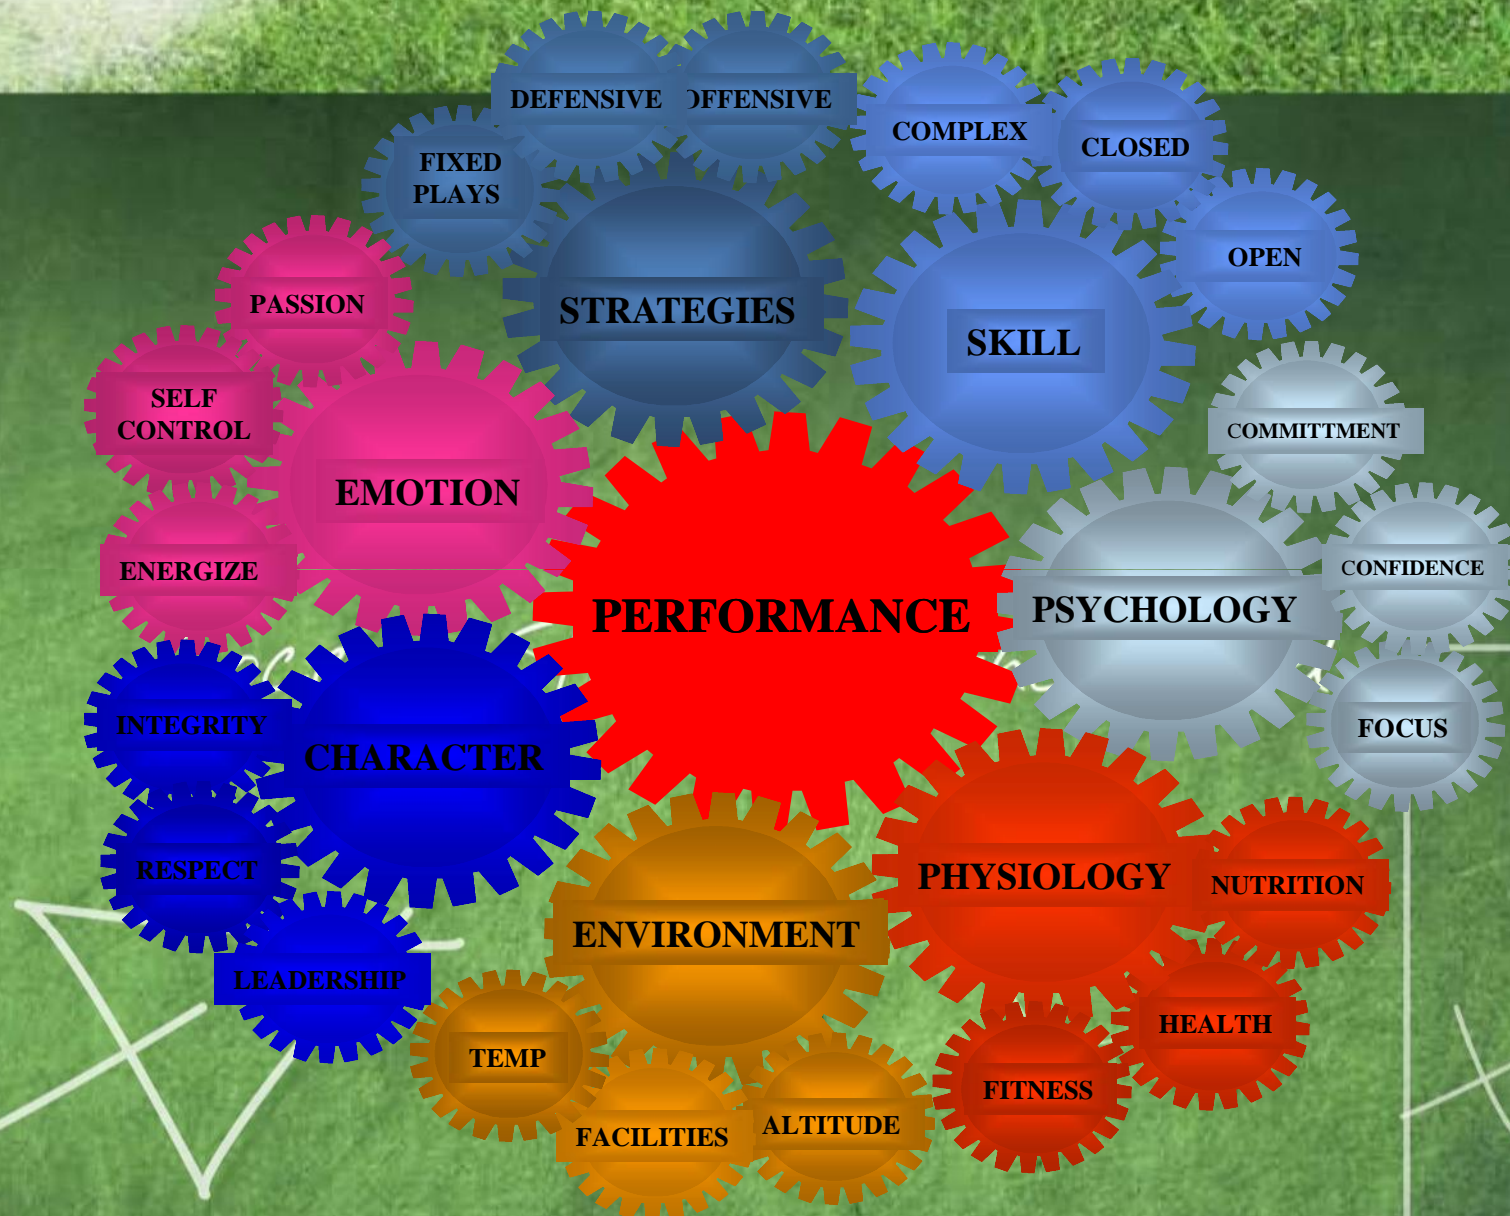 DEFENSIVE
OFFENSIVE
COMPLEX
CLOSED
FIXED
PLAYS
OPEN
PASSION
STRATEGIES
SKILL
SELF
CONTROL
COMMITTMENT
EMOTION
ENERGIZE
CONFIDENCE
PERFORMANCE
PSYCHOLOGY
INTEGRITY
FOCUS
CHARACTER
RESPECT
PHYSIOLOGY
NUTRITION
ENVIRONMENT
LEADERSHIP
HEALTH
TEMP
FITNESS
FACILITIES
ALTITUDE